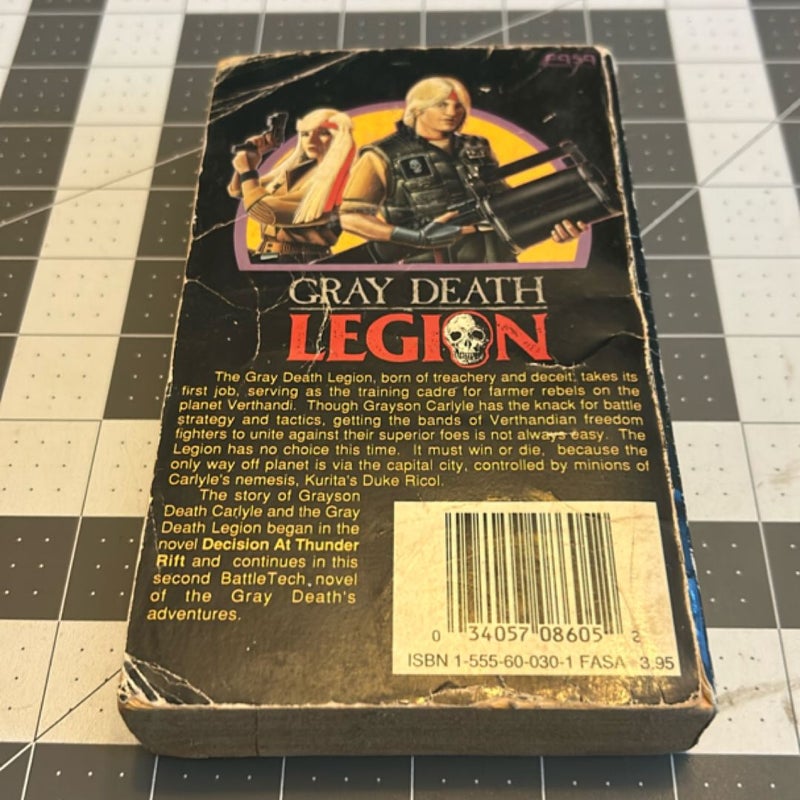 FASA
GRAY DEATH
LEGION
The Gray Death Legion, born of treachery and deceit, takes its
first job, serving as the training cadre for farmer rebels on the
planet Verthandi. Though Grayson Carlyle has the knack for battle
strategy and tactics, getting the bands of Verthandian freedom
fighters to unite against their superior foes is not always easy. The
Legion has no choice this time. It must win or die, because the
only way off planet is via the capital city, controlled by minions of
Carlyle's nemesis, Kurita's Duke Ricol.
The story of Grayson
Death Carlyle and the Gray
Death Legion began in the
novel Decision At Thunder
Rift and continues in this
second BattleTech novel
of the Gray Death's
adventures.
0 34057 08605 2
ISBN 1-555-60-030-1 FASA 3.95